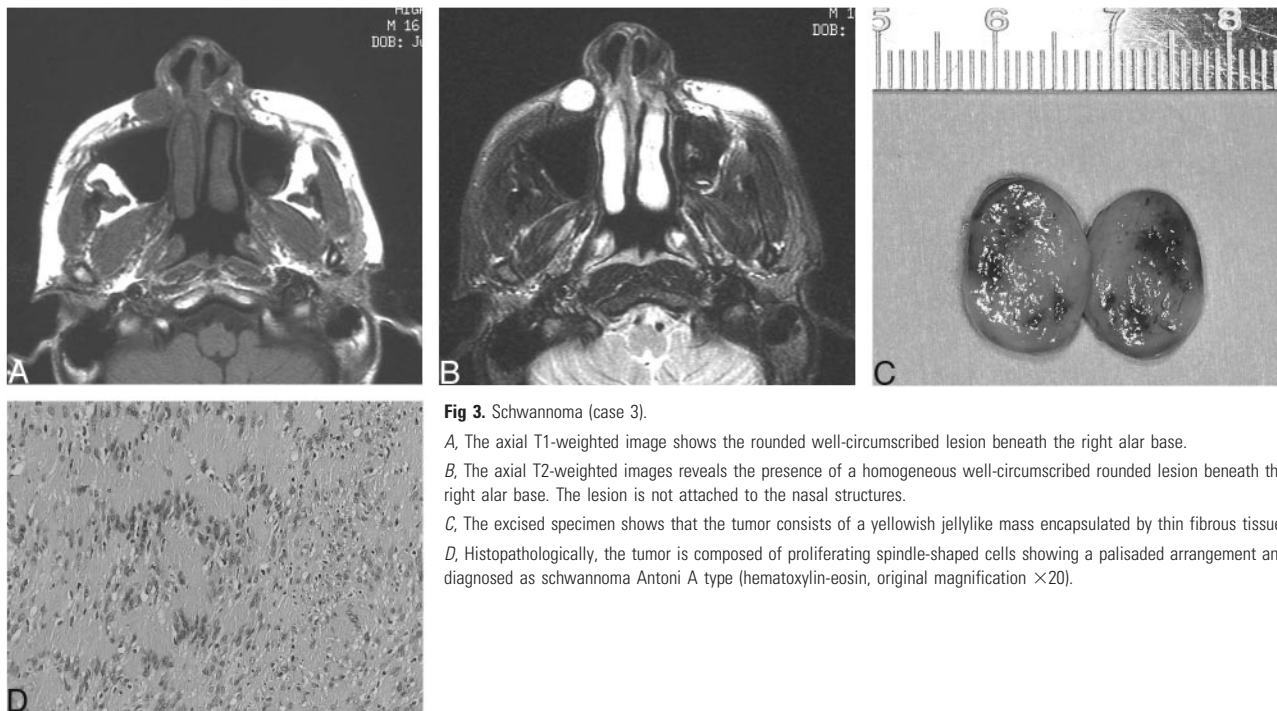 M 16
DOB:
M 1
DOB:
5 6 7 8
A
B
C
D
Fig 3. Schwannoma (case 3).
A, The axial T1-weighted image shows the rounded well-circumscribed lesion beneath the right alar base.
B, The axial T2-weighted images reveals the presence of a homogeneous well-circumscribed rounded lesion beneath th
right alar base. The lesion is not attached to the nasal structures.
C, The excised specimen shows that the tumor consists of a yellowish jellylike mass encapsulated by thin fibrous tissue
D, Histopathologically, the tumor is composed of proliferating spindle-shaped cells showing a palisaded arrangement an
diagnosed as schwannoma Antoni A type (hematoxylin-eosin, original magnification ×20).